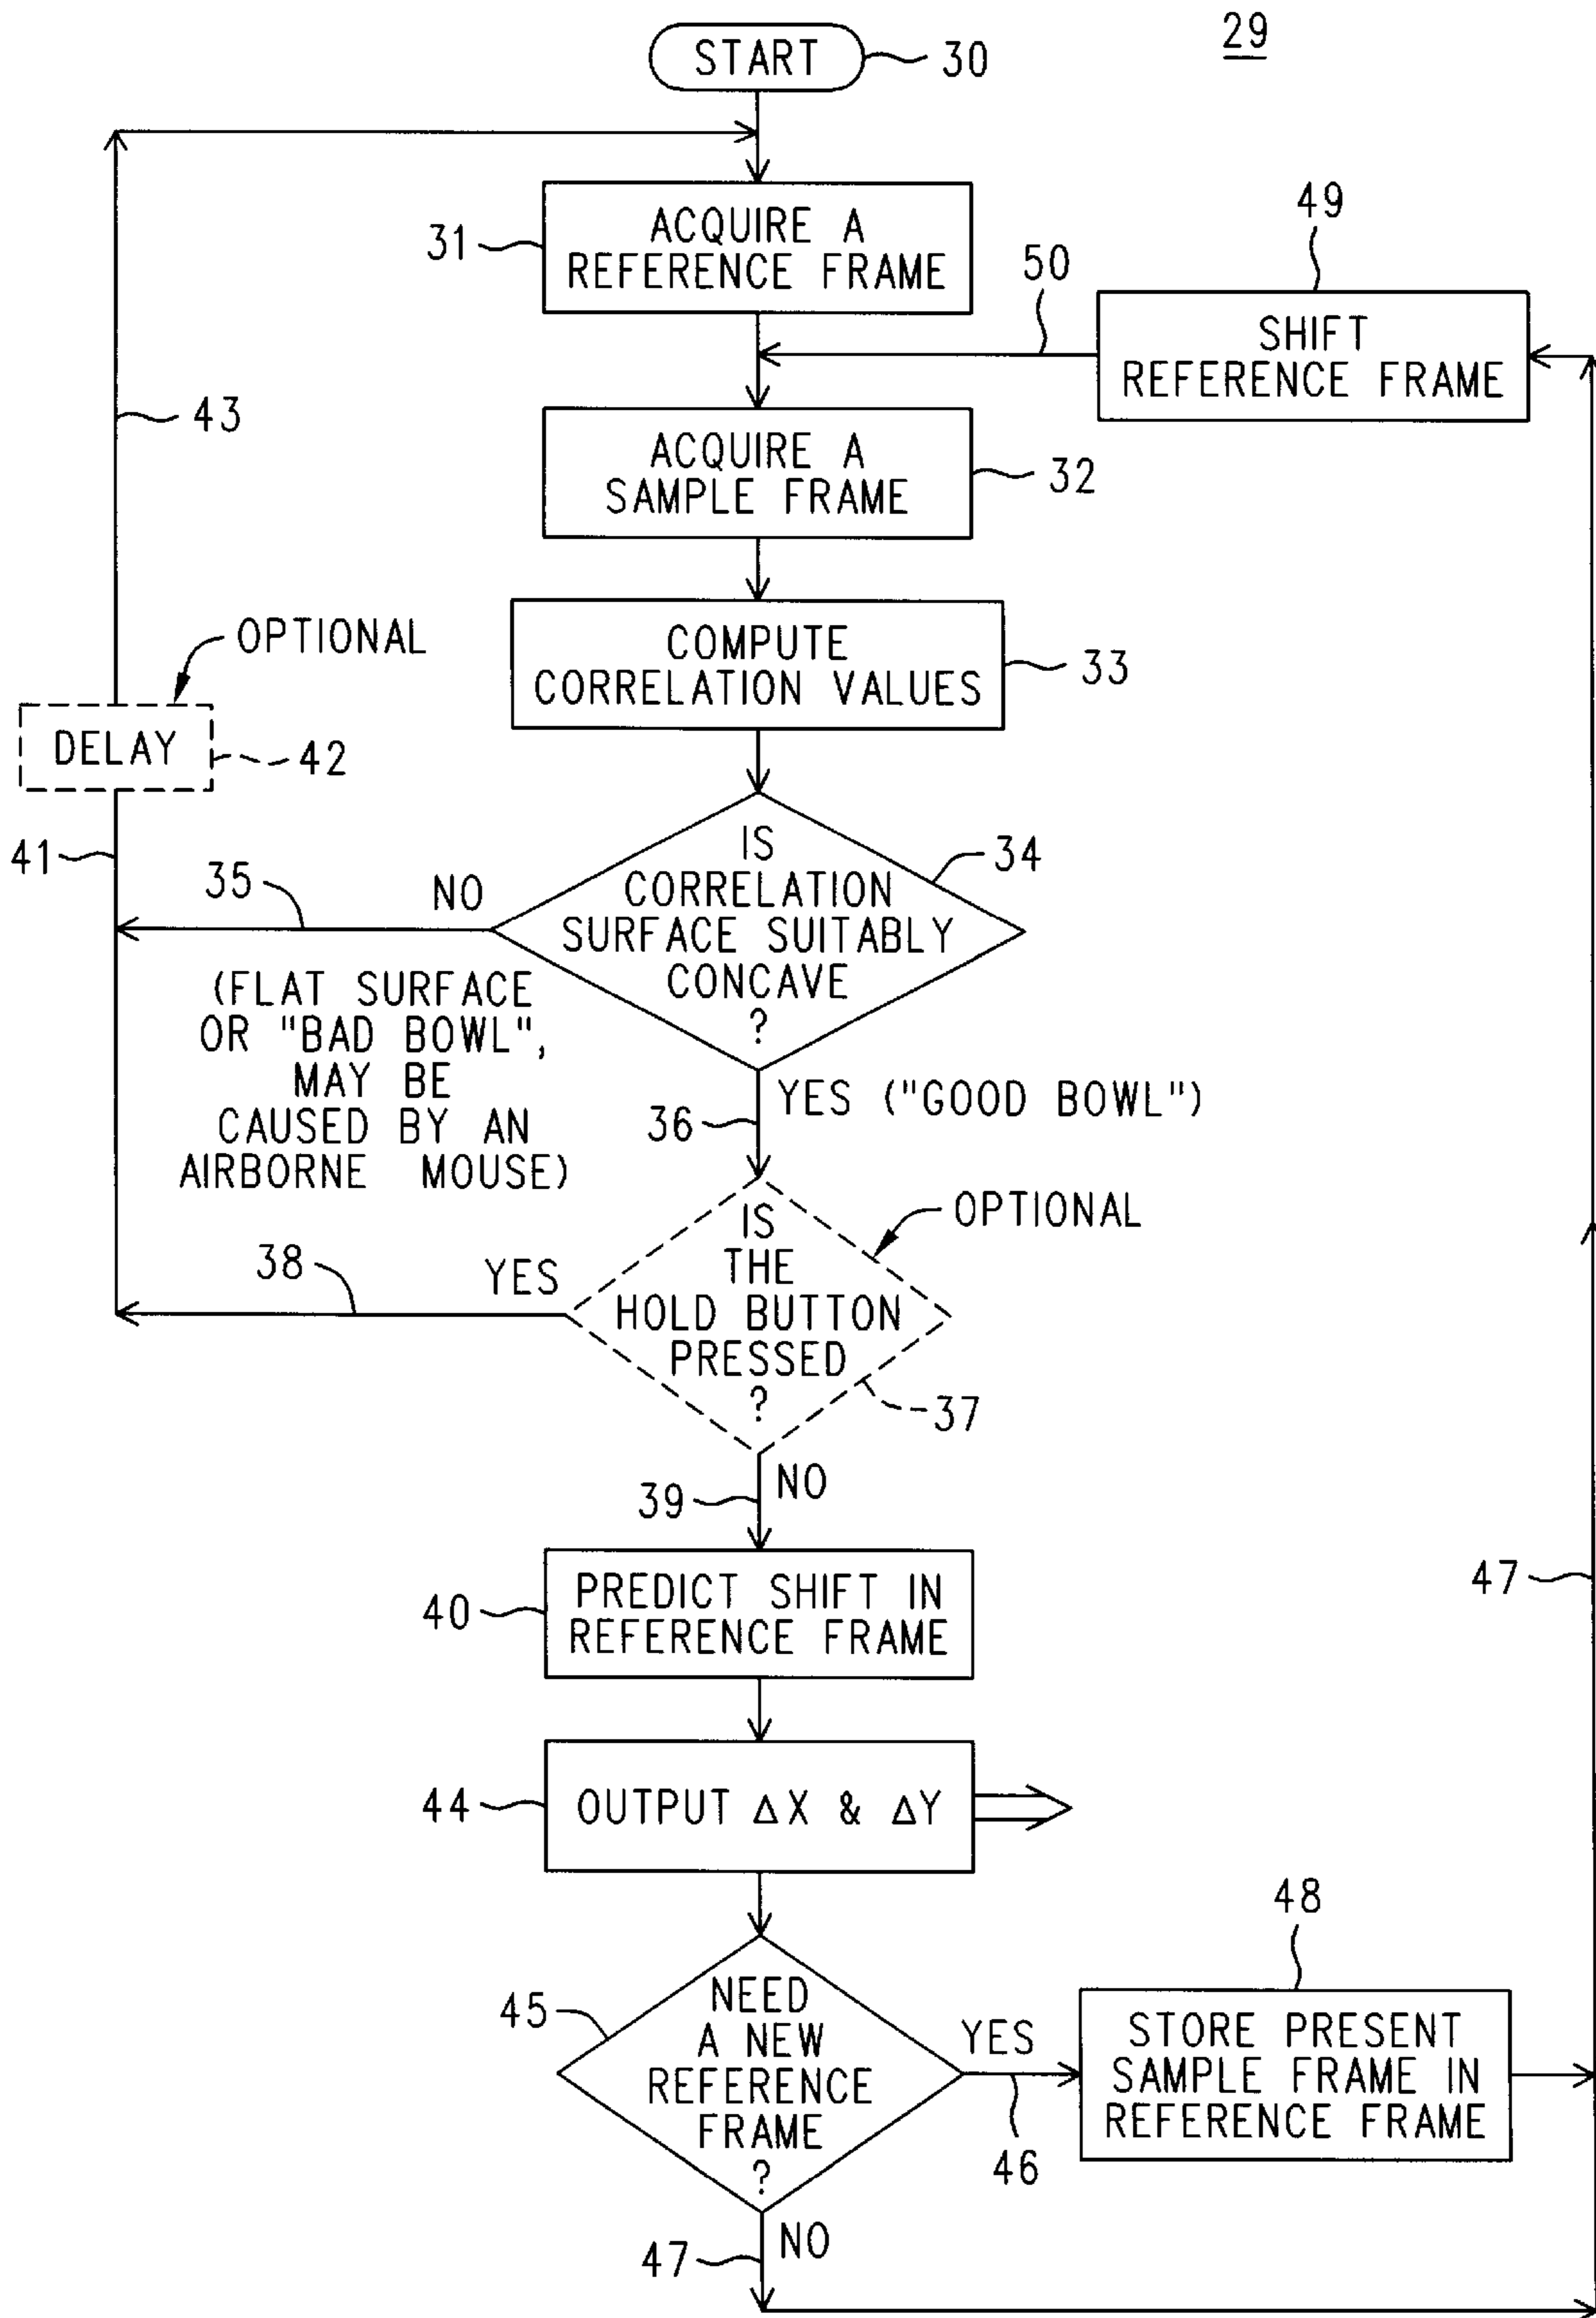 29
START
30
ACQUIRE A
REFERENCE FRAME
31
49
SHIFT
REFERENCE FRAME
50
43
ACQUIRE A
SAMPLE FRAME
32
OPTIONAL
COMPUTE
CORRELATION VALUES
33
DELAY
42
41
35
NO
IS
CORRELATION
SURFACE SUITABLY
CONCAVE
?
34
(FLAT SURFACE
OR "BAD BOWL",
MAY BE
CAUSED BY AN
AIRBORNE MOUSE)
36
YES ("GOOD BOWL")
OPTIONAL
38
YES
IS
THE
HOLD BUTTON
PRESSED
?
37
39
NO
40
PREDICT SHIFT IN
REFERENCE FRAME
47
44
OUTPUT ΔX & ΔY
45
NEED
A NEW
REFERENCE
FRAME
?
YES
46
48
STORE PRESENT
SAMPLE FRAME IN
REFERENCE FRAME
47
NO